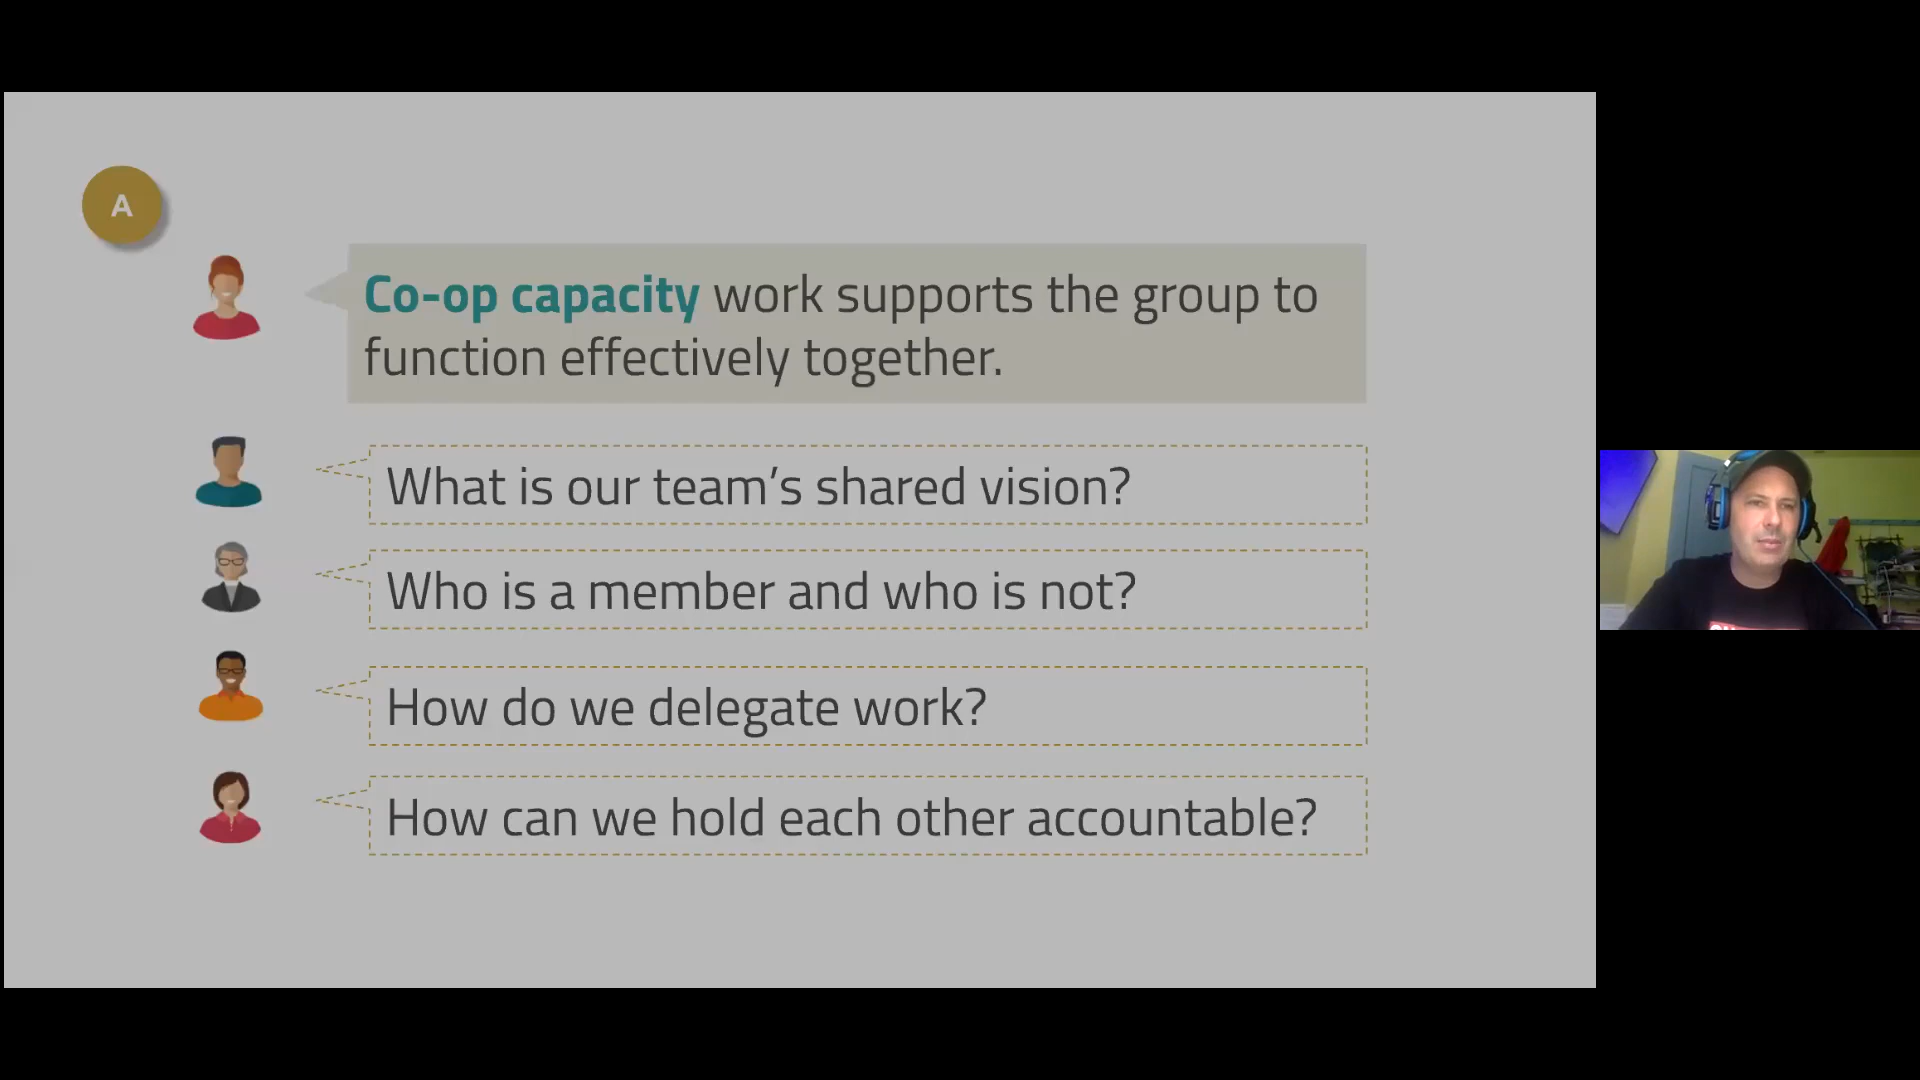 A
Co-op capacity work supports the group to
function effectively together.
What is our team’s shared vision?
Who is a member and who is not?
How do we delegate work?
How can we hold each other accountable?